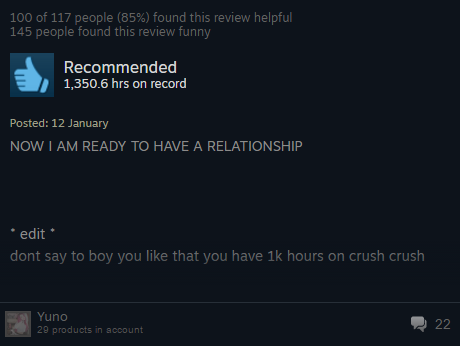 100 of 117 people (85%) found this review helpful
145 people found this review funny
Recommended
1,350.6 hrs on record
Posted: 12 January
NOW I AM READY TO HAVE A RELATIONSHIP
* edit *
dont say to boy you like that you have 1k hours on crush crush
Yuno
29 products in account
22